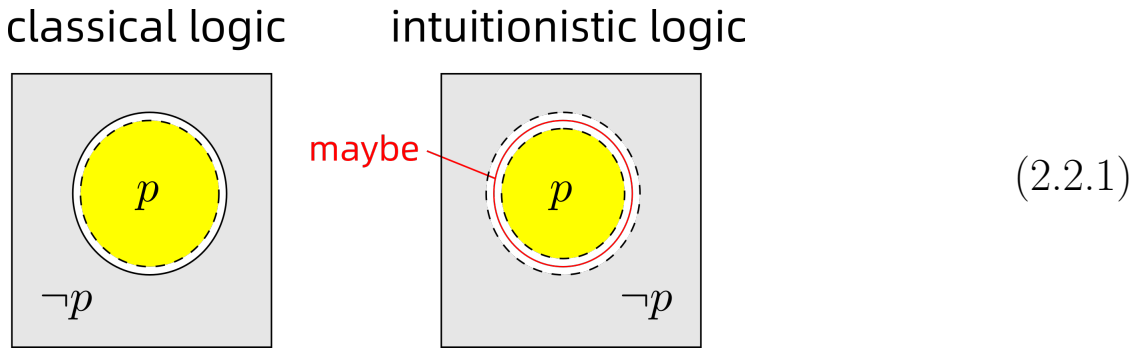 classical logic
intuitionistic logic
p
¬p
maybe
p
¬p
(2.2.1)